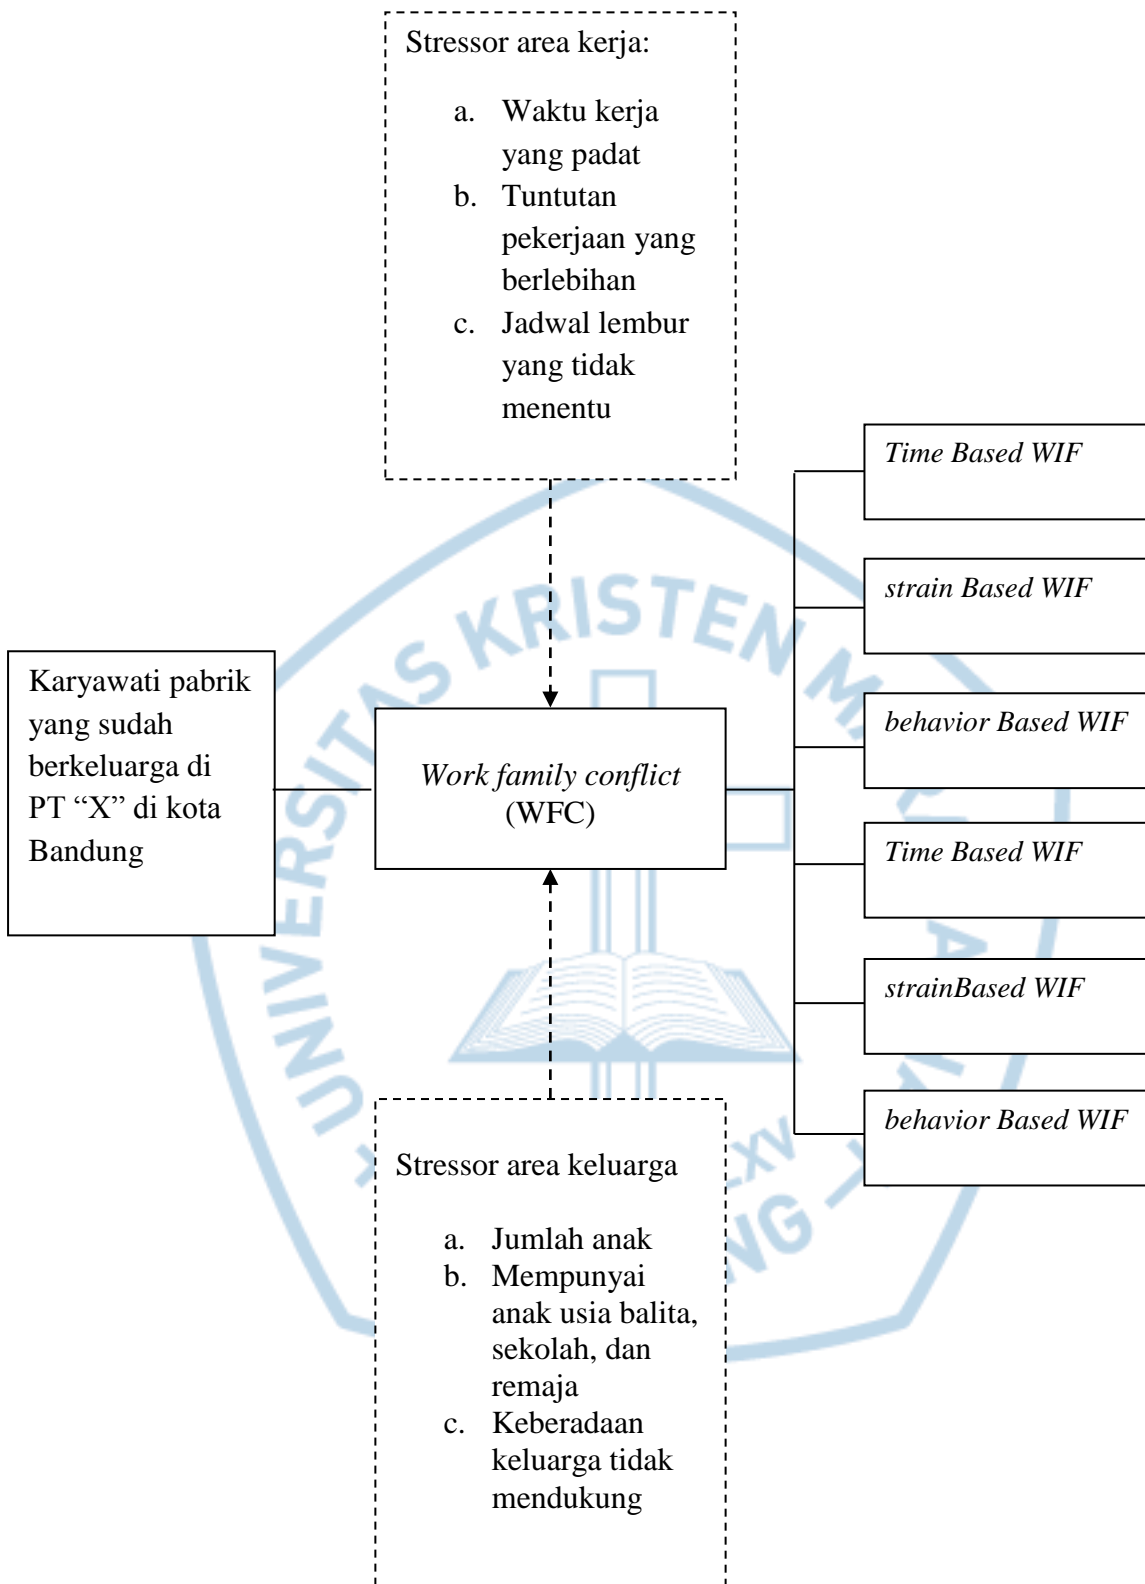 Stressor area kerja:
a. Waktu kerja
yang padat
b. Tuntutan
pekerjaan yang
berlebihan
c. Jadwal lembur
yang tidak
menentu
Time Based WIF
strain Based WIF
Karyawati pabrik
yang sudah
berkeluarga di
PT “X” di kota
Bandung
Work family conflict
(WFC)
behavior Based WIF
Time Based WIF
strainBased WIF
behavior Based WIF
Stressor area keluarga
a. Jumlah anak
b. Mempunyai
anak usia balita,
sekolah, dan
remaja
c. Keberadaan
keluarga tidak
mendukung
UNIVERSITAS KRISTEN